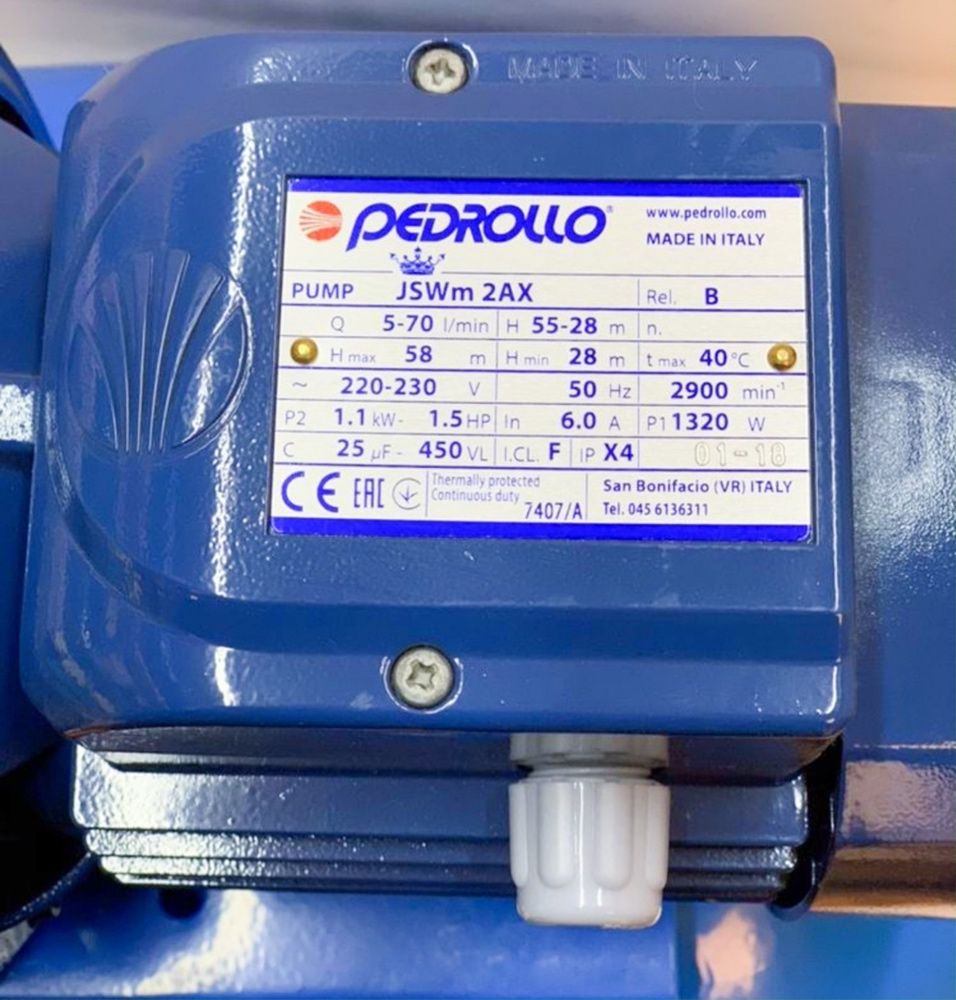 MADE IN ITALY
PEDROLLO®
www.pedrollo.com
MADE IN ITALY
PUMP JSWm 2AX Rel. B
Q 5-70 l/min H 55-28 m n.
H max 58 m H min 28 m t max 40 °C
~ 220-230 V 50 Hz 2900 min-1
P2 1.1 kW- 1.5 HP In 6.0 A P1 1320 W
C 25 µF- 450 VL I.CL. F IP X4 01-18
CE EAC Thermally protected
Continuous duty 7407/A
San Bonifacio (VR) ITALY
Tel. 045 6136311